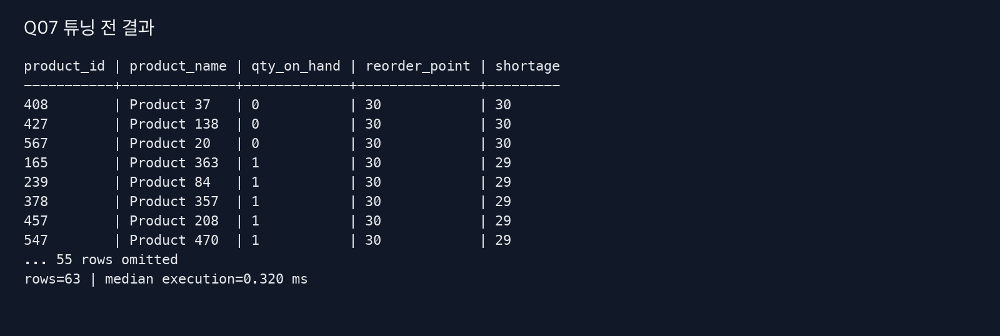 Q07 튜닝 전 결과
product_id | product_name | qty_on_hand | reorder_point | shortage
-----------+--------------+-------------+---------------+---------
408        | Product 37   | 0           | 30            | 30
427        | Product 138  | 0           | 30            | 30
567        | Product 20   | 0           | 30            | 30
165        | Product 363  | 1           | 30            | 29
239        | Product 84   | 1           | 30            | 29
378        | Product 357  | 1           | 30            | 29
457        | Product 208  | 1           | 30            | 29
547        | Product 470  | 1           | 30            | 29
... 55 rows omitted
rows=63 | median execution=0.320 ms